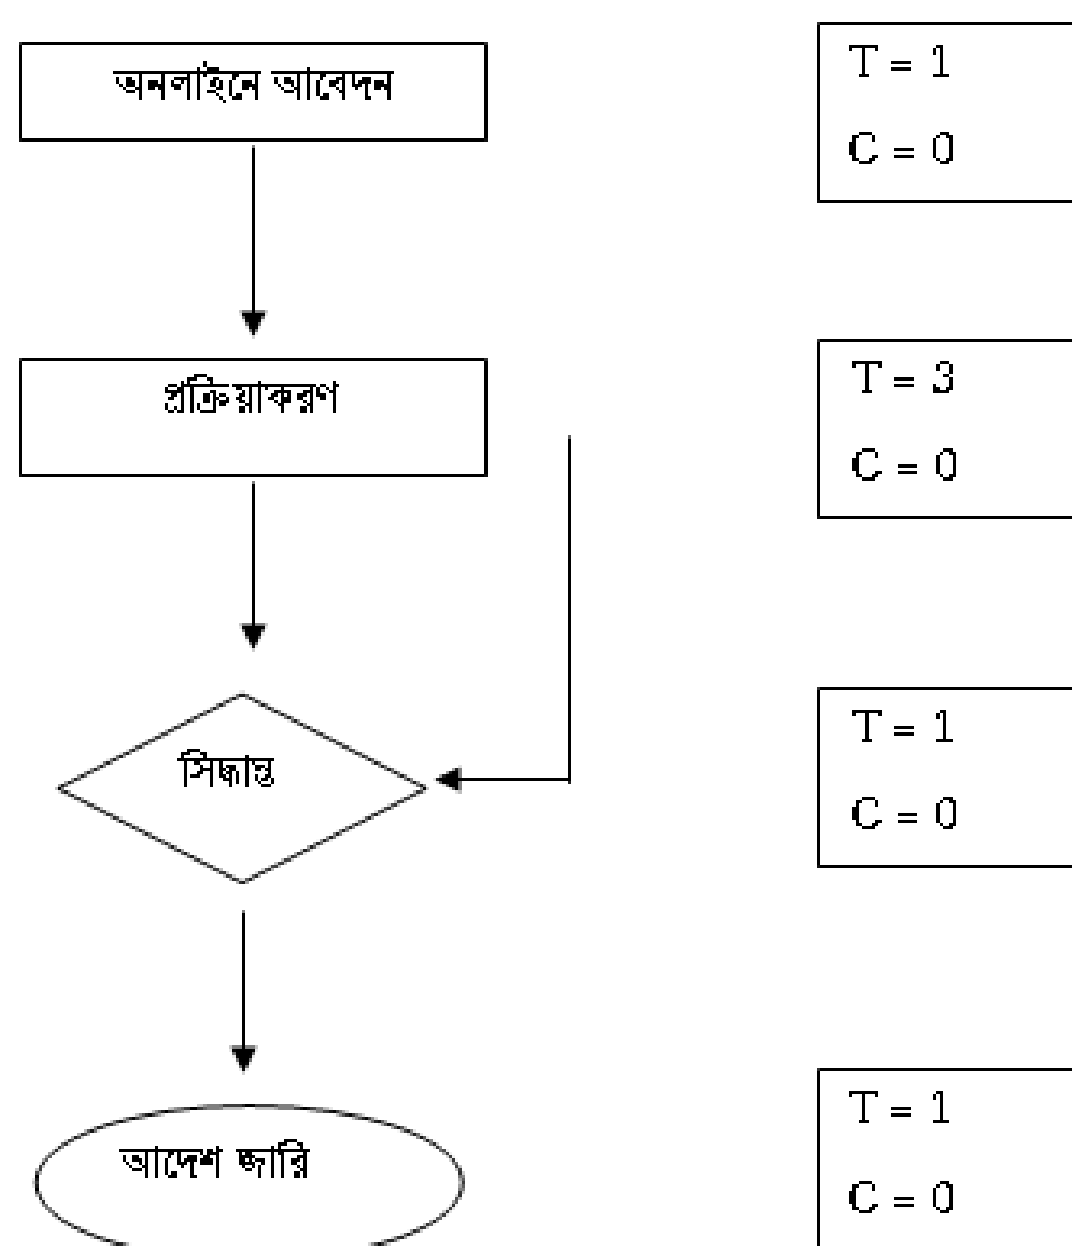 অনলাইনে আবেদন
T = 1
C = 0
প্রক্রিয়াকরণ
T = 3
C = 0
সিদ্ধান্ত
T = 1
C = 0
আদেশ জারি
T = 1
C = 0